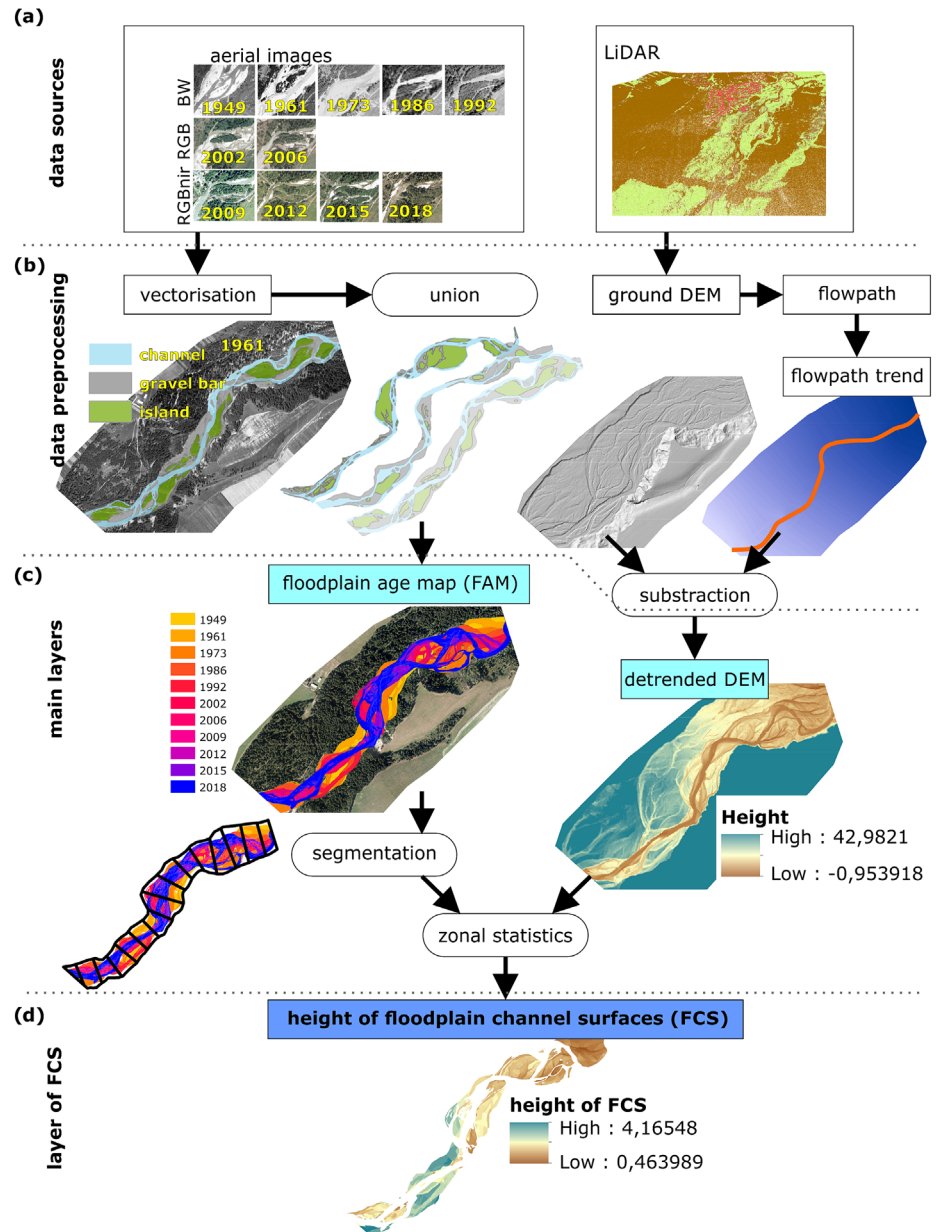 (a)
data sources
aerial images
BW
1949
1961
1973
1986
1992
RGB
2002
2006
RGBnir
2009
2012
2015
2018
LiDAR
(b)
data preprocessing
vectorisation
union
ground DEM
flowpath
flowpath trend
1961
channel
gravel bar
island
substraction
(c)
main layers
floodplain age map (FAM)
1949
1961
1973
1986
1992
2002
2006
2009
2012
2015
2018
detrended DEM
Height
High : 42,9821
Low : -0,953918
segmentation
zonal statistics
(d)
layer of FCS
height of floodplain channel surfaces (FCS)
height of FCS
High : 4,16548
Low : 0,463989